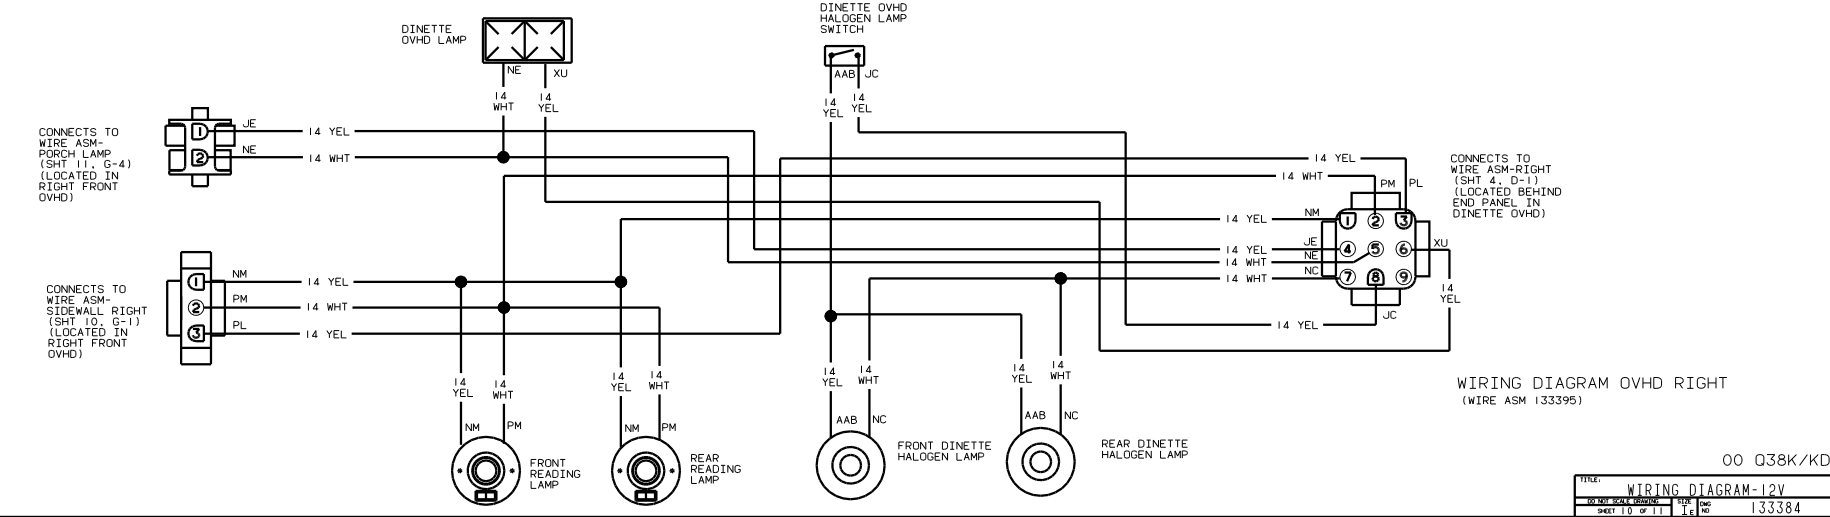 DINETTE
OVHD LAMP
NE
XU
14
WHT
14
YEL
DINETTE OVHD
HALOGEN LAMP
SWITCH
AAB
JC
14
YEL
14
YEL
CONNECTS TO
WIRE ASM-
PORCH LAMP
(SHT 11, G-4)
(LOCATED IN
RIGHT FRONT
OVHD)
1
2
JE
14 YEL
NE
14 WHT
14 YEL
14 WHT
PM
PL
CONNECTS TO
WIRE ASM-RIGHT
(SHT 4, D-1)
(LOCATED BEHIND
END PANEL IN
DINETTE OVHD)
14 YEL
NM
1
2
3
14 YEL
JE
4
5
6
XU
14 WHT
NE
14 WHT
NC
7
8
9
14
YEL
14 YEL
JC
CONNECTS TO
WIRE ASM-
SIDEWALL RIGHT
(SHT 10, G-1)
(LOCATED IN
RIGHT FRONT
OVHD)
1
2
3
NM
14 YEL
PM
14 WHT
PL
14 YEL
14
YEL
14
WHT
14
YEL
14
WHT
14
YEL
14
WHT
14
YEL
14
WHT
NM
PM
NM
PM
AAB
NC
AAB
NC
FRONT
READING
LAMP
REAR
READING
LAMP
FRONT DINETTE
HALOGEN LAMP
REAR DINETTE
HALOGEN LAMP
WIRING DIAGRAM OVHD RIGHT
(WIRE ASM 133395)
00 Q38K/KD
TITLE:
WIRING DIAGRAM-12V
DO NOT SCALE DRAWING
SHEET 10 OF 11
SIZE
IE
DWG
NO
133384